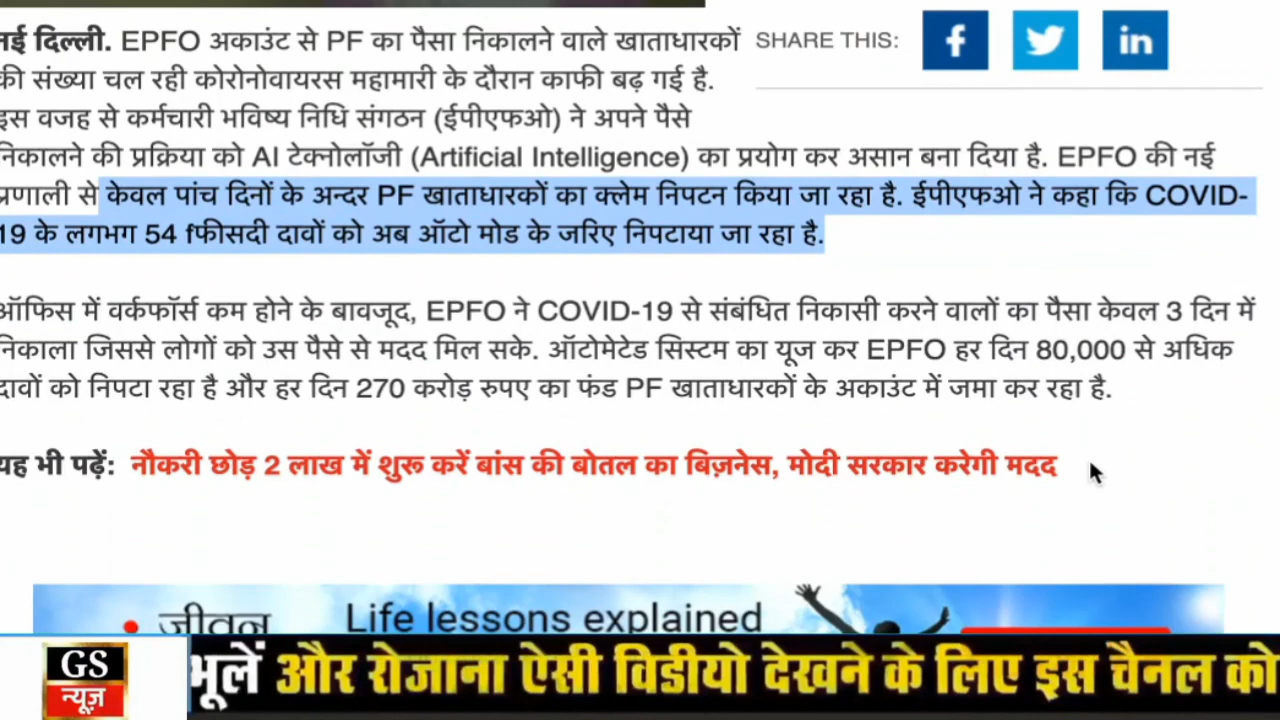 नई दिल्ली. EPFO अकाउंट से PF का पैसा निकालने वाले खाताधारकों
SHARE THIS:
की संख्या चल रही कोरोनोवायरस महामारी के दौरान काफी बढ़ गई है.
इस वजह से कर्मचारी भविष्य निधि संगठन (ईपीएफओ) ने अपने पैसे
निकालने की प्रक्रिया को AI टेक्नोलॉजी (Artificial Intelligence) का प्रयोग कर असान बना दिया है. EPFO की नई
प्रणाली से केवल पांच दिनों के अन्दर PF खाताधारकों का क्लेम निपटन किया जा रहा है. ईपीएफओ ने कहा कि COVID-
19 के लगभग 54 fफीसदी दावों को अब ऑटो मोड के जरिए निपटाया जा रहा है.
ऑफिस में वर्कफॉर्स कम होने के बावजूद, EPFO ने COVID-19 से संबंधित निकासी करने वालों का पैसा केवल 3 दिन में
निकाला जिससे लोगों को उस पैसे से मदद मिल सके. ऑटोमेटेड सिस्टम का यूज कर EPFO हर दिन 80,000 से अधिक
दावों को निपटा रहा है और हर दिन 270 करोड़ रुपए का फंड PF खाताधारकों के अकाउंट में जमा कर रहा है.
यह भी पढ़ें: नौकरी छोड़ 2 लाख में शुरू करें बांस की बोतल का बिज़नेस, मोदी सरकार करेगी मदद
जीवन
Life lessons explained
GS
न्यूज़
भूलें और रोजाना ऐसी विडीयो देखने के लिए इस चैनल को